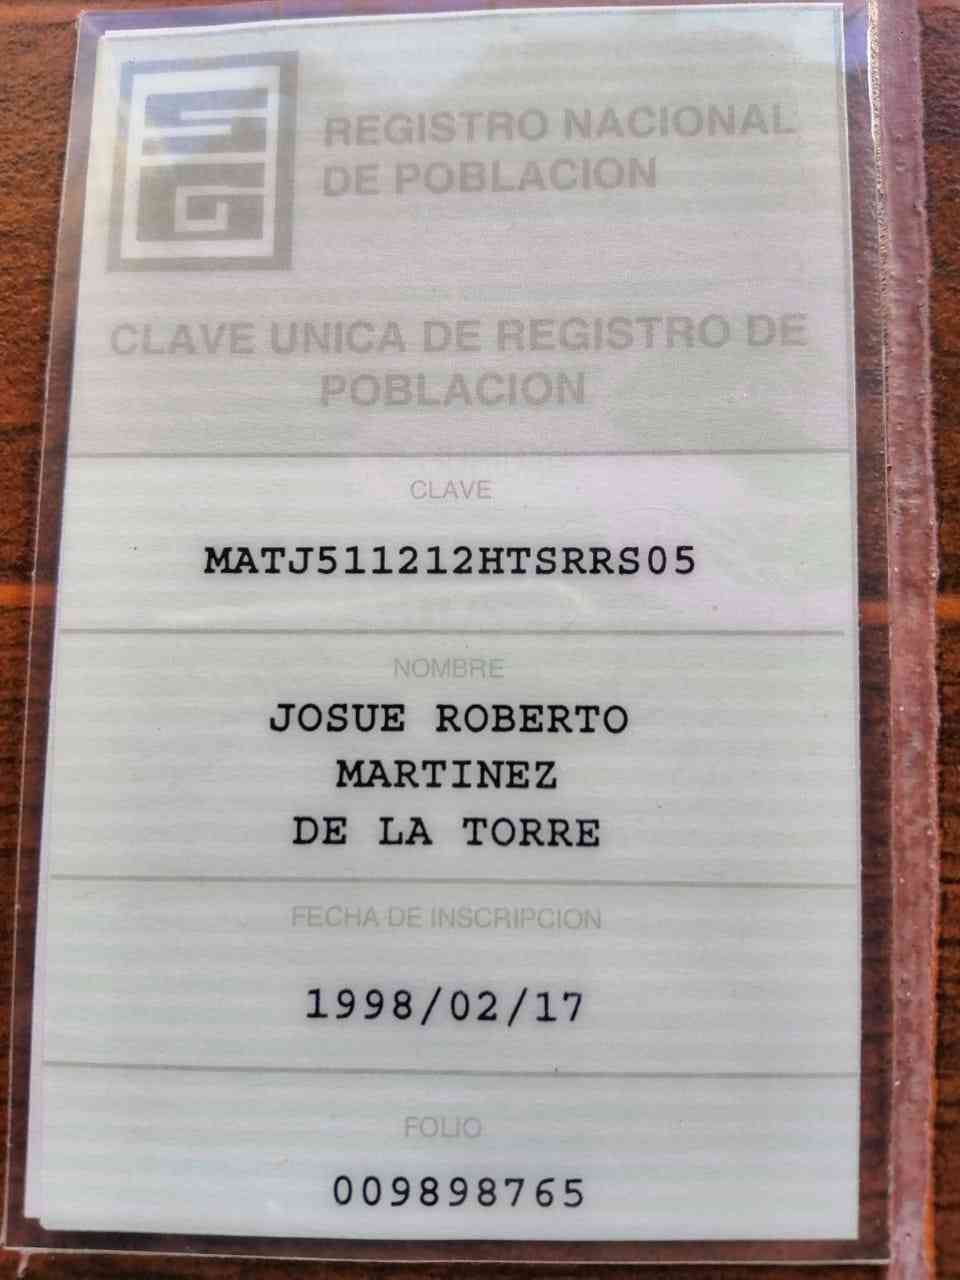 SG
REGISTRO NACIONAL
DE POBLACION
CLAVE UNICA DE REGISTRO DE
POBLACION
CLAVE
MATJ511212HTSRRS05
NOMBRE
JOSUE ROBERTO
MARTINEZ
DE LA TORRE
FECHA DE INSCRIPCION
1998/02/17
FOLIO
009898765